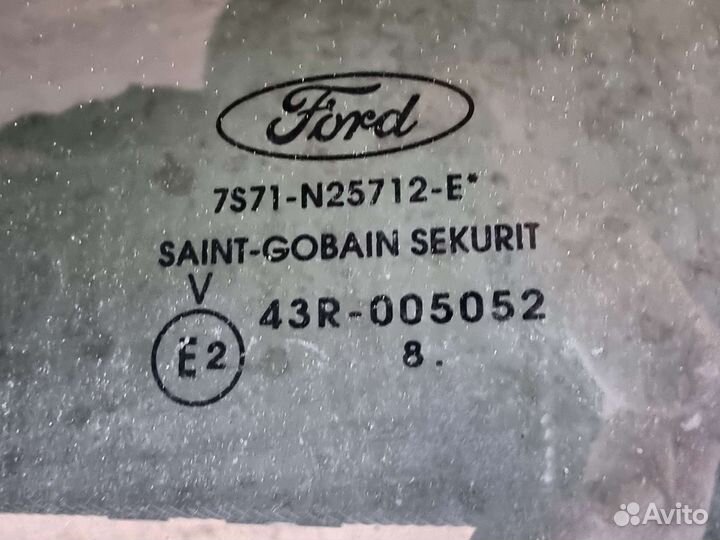 Ford
7S71-N25712-E*
SAINT-GOBAIN SEKURIT
V
43R-005052
E2
8.
Avito